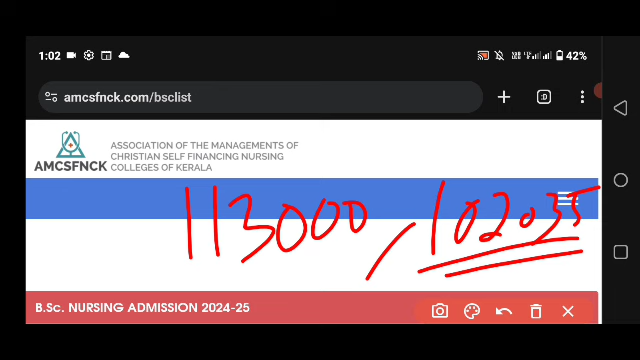 1:02 42%
amcsfnck.com/bsclist :D
ASSOCIATION OF THE MANAGEMENTS OF
CHRISTIAN SELF FINANCING NURSING
COLLEGES OF KERALA
AMCSFNCK
113000, 102035
B.Sc. NURSING ADMISSION 2024-25